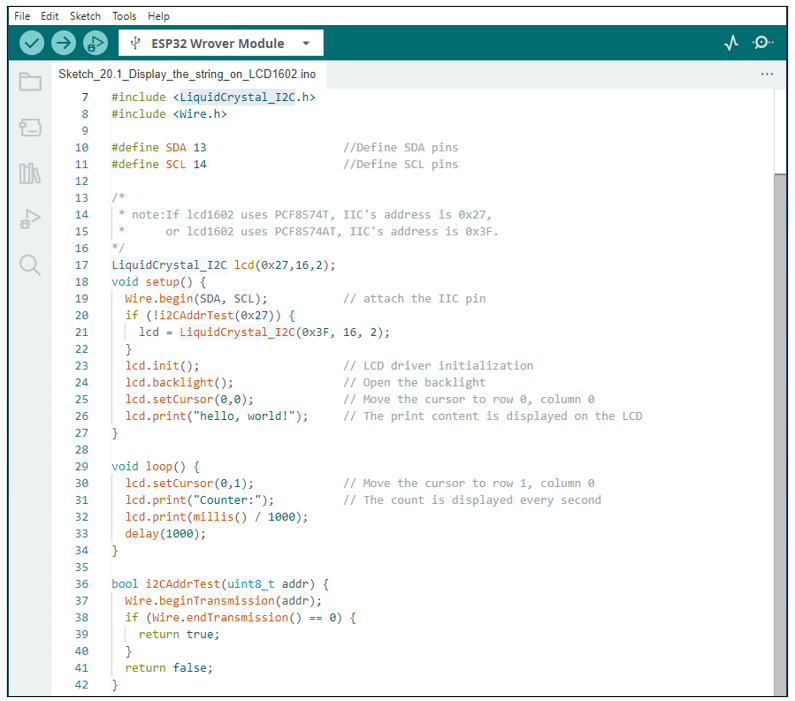 File Edit Sketch Tools Help
ESP32 Wrover Module
Sketch_20.1_Display_the_string_on_LCD1602.ino
7 #include <LiquidCrystal_I2C.h>
8 #include <Wire.h>
9
10 #define SDA 13 //Define SDA pins
11 #define SCL 14 //Define SCL pins
12
13 /*
14 * note:If lcd1602 uses PCF8574T, IIC's address is 0x27,
15 * or lcd1602 uses PCF8574AT, IIC's address is 0x3F.
16 */
17 LiquidCrystal_I2C lcd(0x27,16,2);
18 void setup() {
19 Wire.begin(SDA, SCL); // attach the IIC pin
20 if (!i2CAddrTest(0x27)) {
21 lcd = LiquidCrystal_I2C(0x3F, 16, 2);
22 }
23 lcd.init(); // LCD driver initialization
24 lcd.backlight(); // Open the backlight
25 lcd.setCursor(0,0); // Move the cursor to row 0, column 0
26 lcd.print("hello, world!"); // The print content is displayed on the LCD
27 }
28
29 void loop() {
30 lcd.setCursor(0,1); // Move the cursor to row 1, column 0
31 lcd.print("Counter:"); // The count is displayed every second
32 lcd.print(millis() / 1000);
33 delay(1000);
34 }
35
36 bool i2CAddrTest(uint8_t addr) {
37 Wire.beginTransmission(addr);
38 if (Wire.endTransmission() == 0) {
39 return true;
40 }
41 return false;
42 }